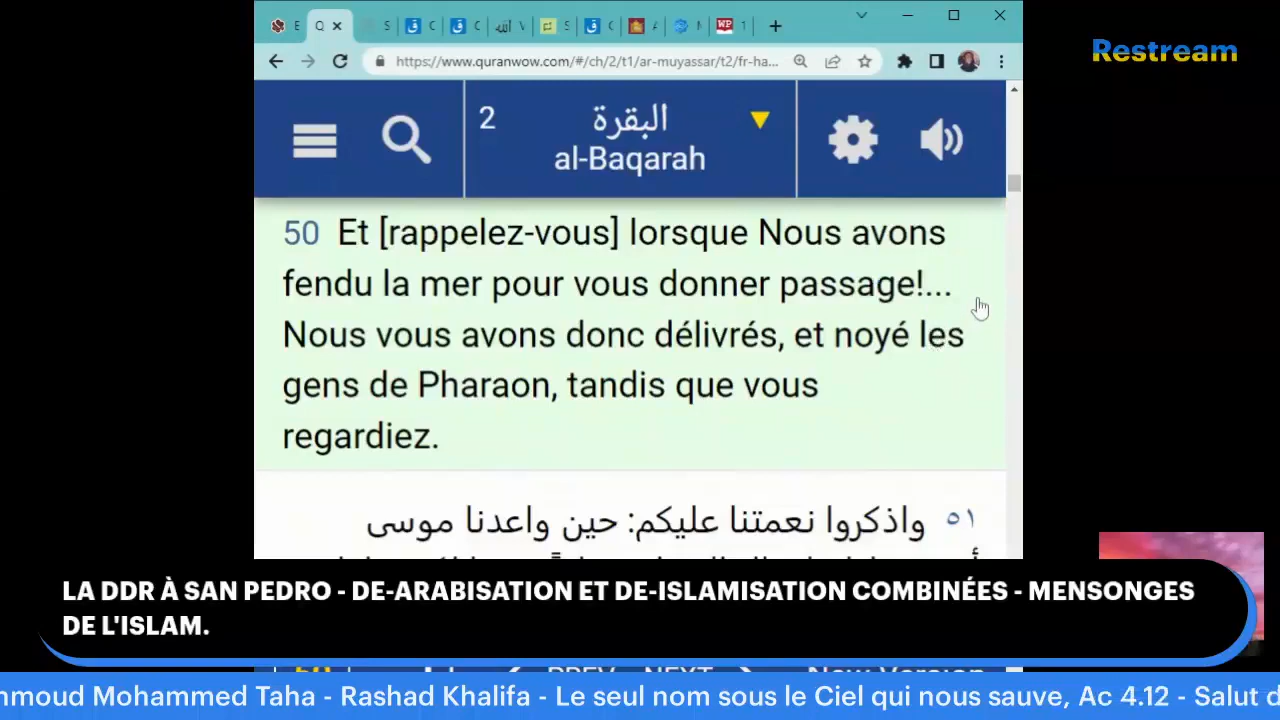 Restream
https://www.quranwow.com/#/ch/2/t1/ar-muyassar/t2/fr-ha...
2
البقرة
al-Baqarah
50 Et [rappelez-vous] lorsque Nous avons
fendu la mer pour vous donner passage!...
Nous vous avons donc délivrés, et noyé les
gens de Pharaon, tandis que vous
regardiez.
٥١ واذكروا نعمتنا عليكم: حين واعدنا موسى
LA DDR À SAN PEDRO - DE-ARABISATION ET DE-ISLAMISATION COMBINÉES - MENSONGES
DE L'ISLAM.
PREV NEXT New Version
Mohammed Taha - Rashad Khalifa - Le seul nom sous le Ciel qui nous sauve, Ac 4.12 - Salut